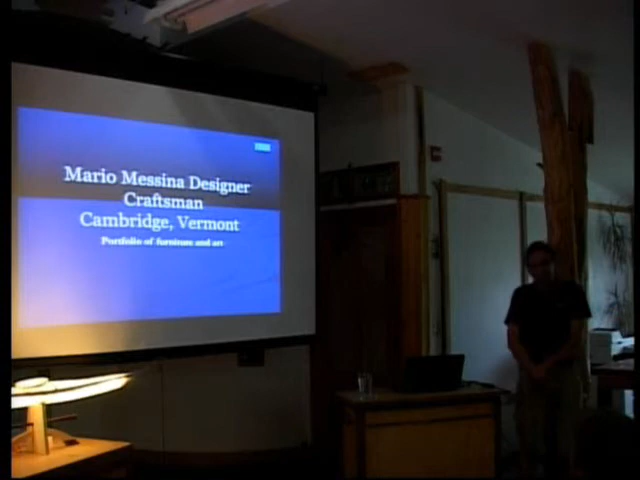 Mario Messina Designer
Craftsman
Cambridge, Vermont
Portfolio of furniture and art